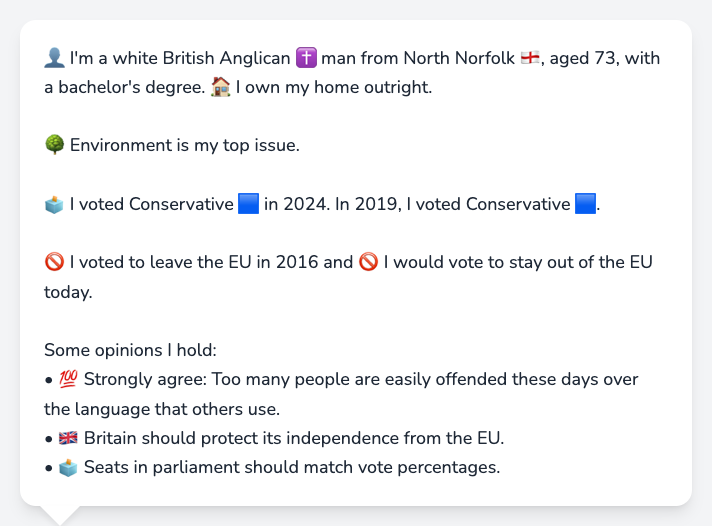 👤 I'm a white British Anglican ✝️ man from North Norfolk 🏴󠁧󠁢󠁥󠁮󠁧󠁿, aged 73, with
a bachelor's degree. 🏠 I own my home outright.
🌳 Environment is my top issue.
🗳️ I voted Conservative 🟦 in 2024. In 2019, I voted Conservative 🟦.
🚫 I voted to leave the EU in 2016 and 🚫 I would vote to stay out of the EU
today.
Some opinions I hold:
• 💯 Strongly agree: Too many people are easily offended these days over
the language that others use.
• 🇬🇧 Britain should protect its independence from the EU.
• 🗳️ Seats in parliament should match vote percentages.